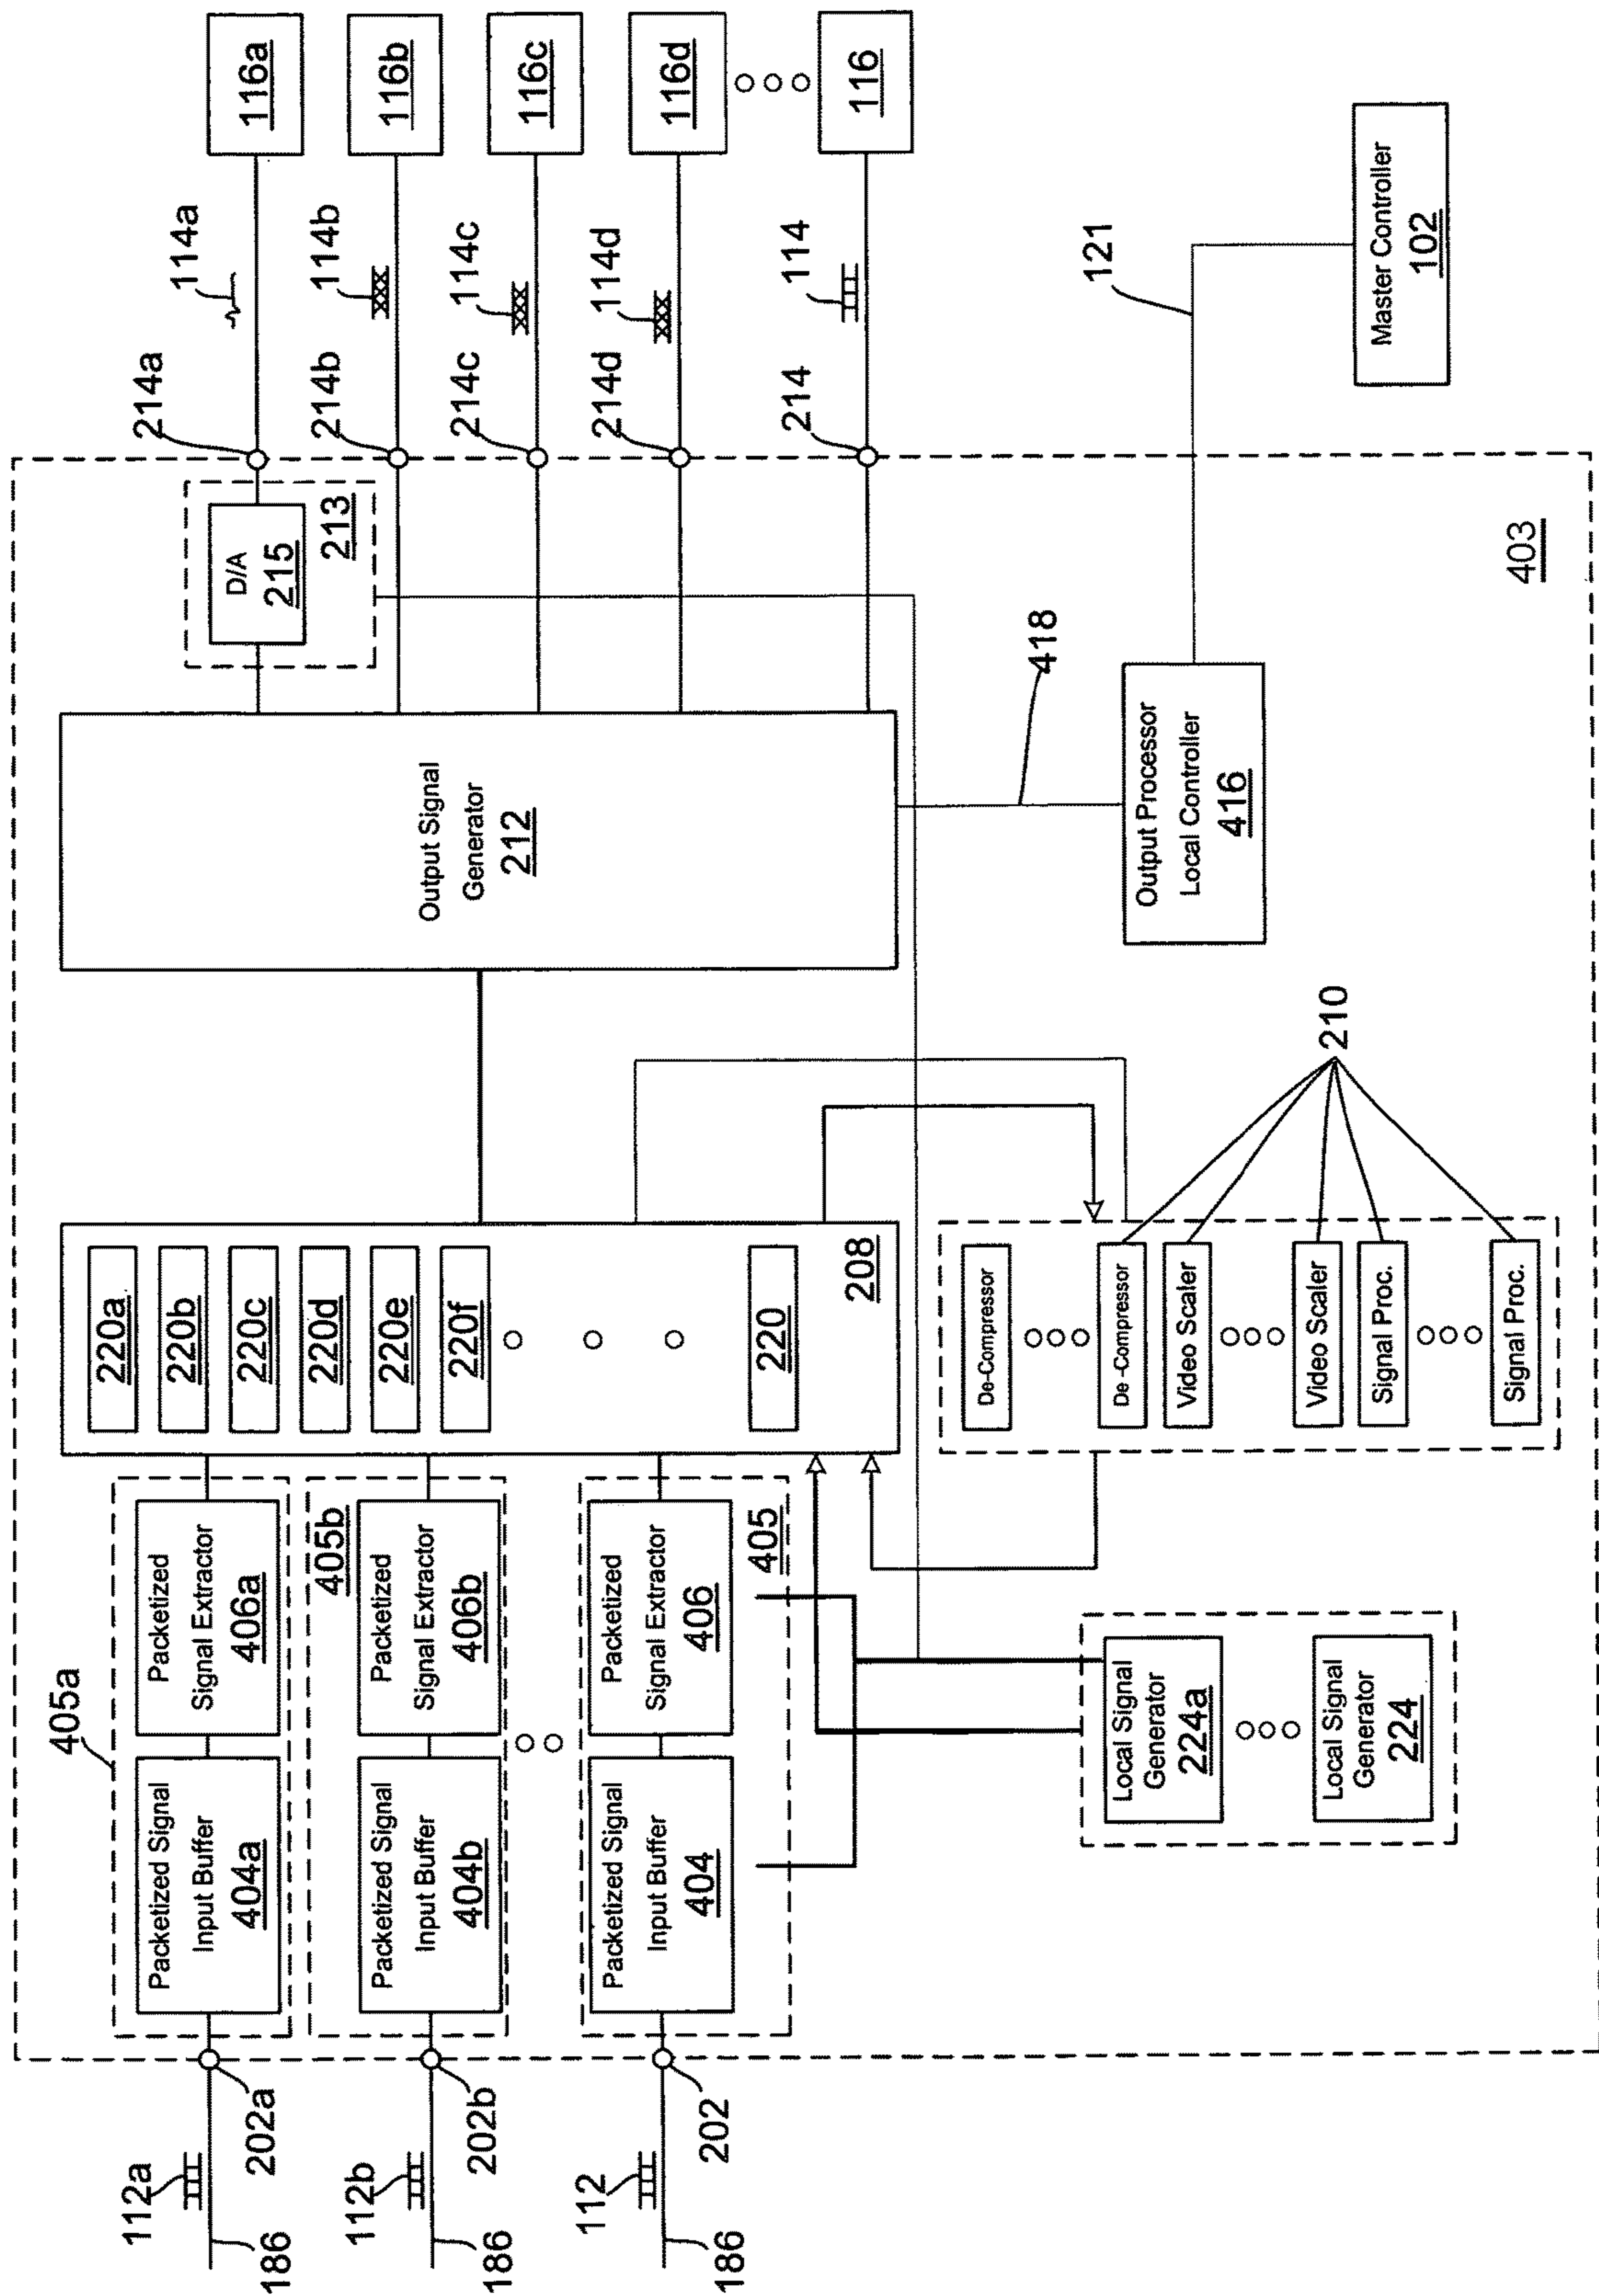 112a
186
202a
112b
186
202b
112
186
202
405a
Packetized Signal
Input Buffer
404a
Packetized
Signal Extractor
406a
405b
Packetized Signal
Input Buffer
404b
Packetized
Signal Extractor
406b
405
Packetized Signal
Input Buffer
404
Packetized
Signal Extractor
406
Local Signal
Generator
224a
Local Signal
Generator
224
220a
220b
220c
220d
220e
220f
220
208
De-Compressor
De -Compressor
Video Scaler
Video Scaler
Signal Proc.
Signal Proc.
210
Output Signal
Generator
212
418
Output Processor
Local Controller
416
D/A
215
213
403
214a
214b
214c
214d
214
114a
114b
114c
114d
114
121
116a
116b
116c
116d
116
Master Controller
102